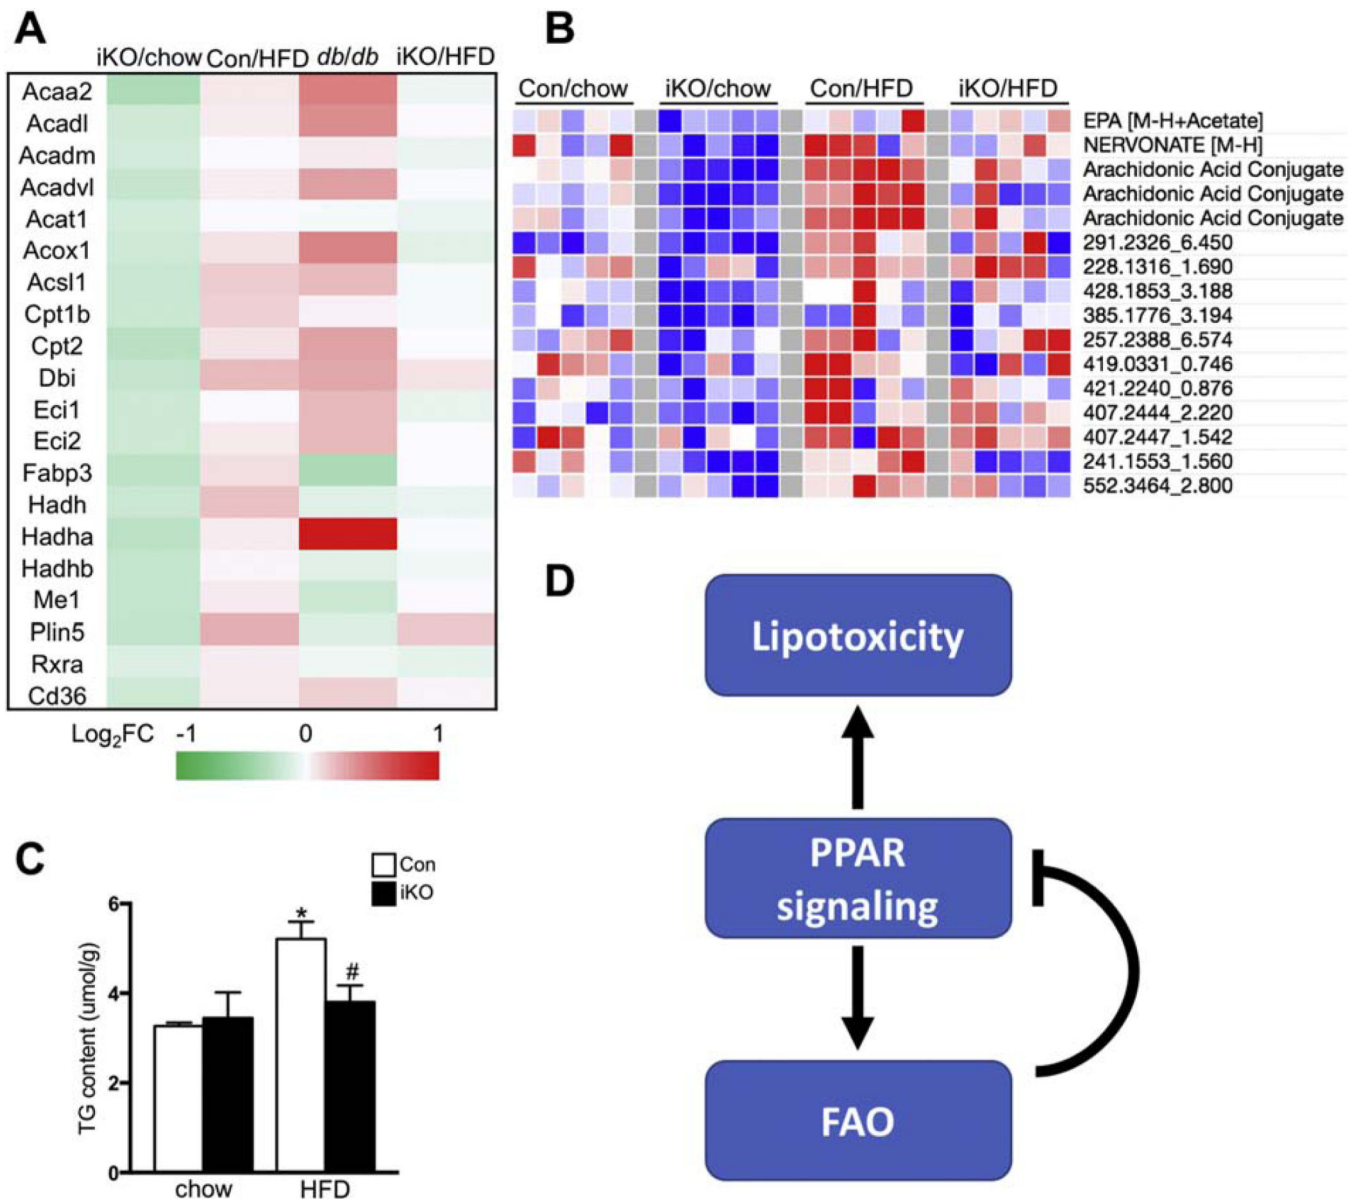 A
iKO/chow Con/HFD db/db iKO/HFD
Acaa2
Acadl
Acadm
Acadvl
Acat1
Acox1
Acsl1
Cpt1b
Cpt2
Dbi
Eci1
Eci2
Fabp3
Hadh
Hadha
Hadhb
Me1
Plin5
Rxra
Cd36
Log₂FC -1 0 1
B
Con/chow iKO/chow Con/HFD iKO/HFD
EPA [M-H+Acetate]
NERVONATE [M-H]
Arachidonic Acid Conjugate
Arachidonic Acid Conjugate
Arachidonic Acid Conjugate
291.2326_6.450
228.1316_1.690
428.1853_3.188
385.1776_3.194
257.2388_6.574
419.0331_0.746
421.2240_0.876
407.2444_2.220
407.2447_1.542
241.1553_1.560
552.3464_2.800
C
Con
iKO
TG content (umol/g)
6
4
2
0
*
#
chow HFD
D
Lipotoxicity
PPAR
signaling
FAO